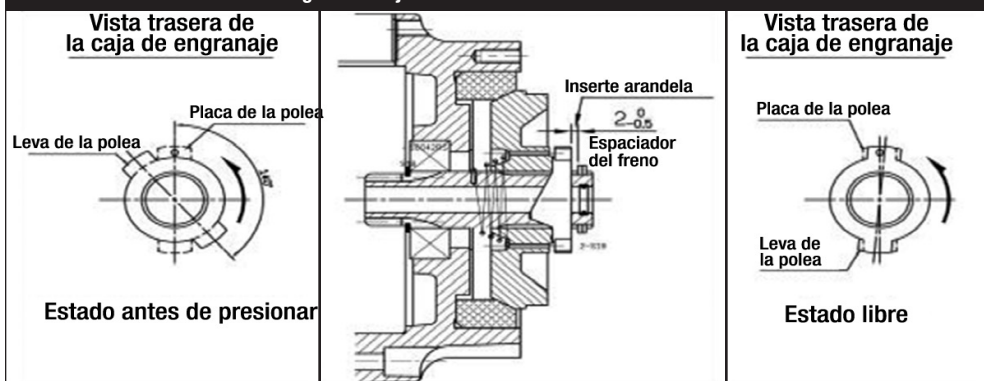 Vista trasera de
la caja de engranaje
Placa de la polea
Leva de la polea
Estado antes de presionar
Inserte arandela
2 0 -0.5
Espaciador
del freno
Vista trasera de
la caja de engranaje
Placa de la polea
Leva de
la polea
Estado libre